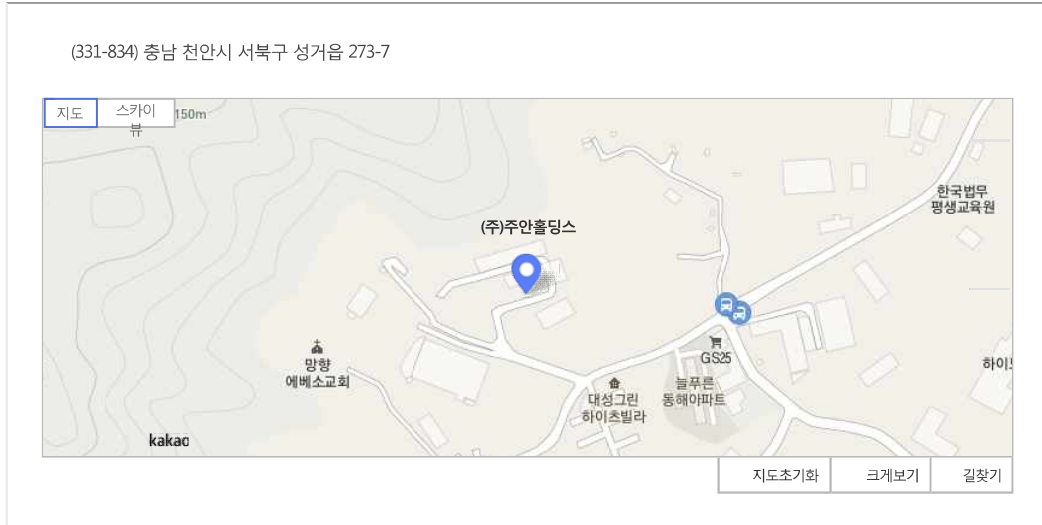 (331-834) 충남 천안시 서북구 성거읍 273-7
지도
스카이
뷰
150m
한국법무
평생교육원
(주)주안홀딩스
망향
에베소교회
GS25
늘푸른
동해아파트
대성그린
하이츠빌라
kakao
지도초기화
크게보기
길찾기